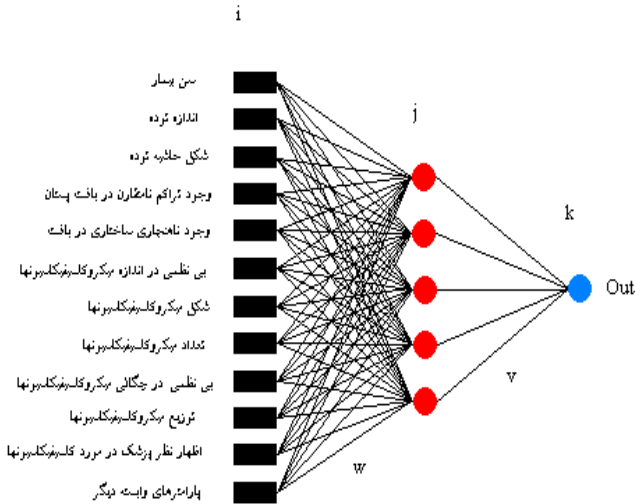 i
سن بیمار
اندازه توده
شکل حاشیه توده
وجود تراکم نامتقارن در بافت پستان
وجود ناهنجاری ساختاری در بافت
بی نظمی در اندازه میکروکلسیفیکاسیونها
شکل میکروکلسیفیکاسیونها
تعداد میکروکلسیفیکاسیونها
بی نظمی در چگالی میکروکلسیفیکاسیونها
توزیع میکروکلسیفیکاسیونها
اظهار نظر پزشک در مورد کلسیفیکاسیونها
پارامترهای وابسته دیگر
j
k
Out
v
w